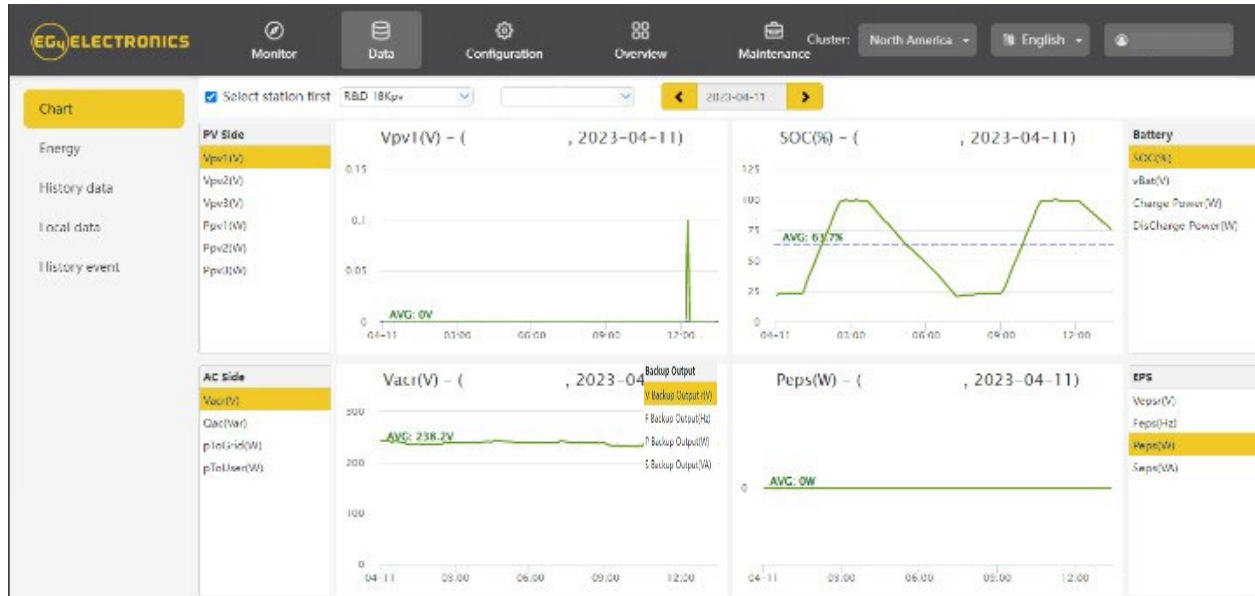 EG4 ELECTRONICS
Monitor
Data
Configuration
Overview
Maintenance
Cluster:
North America
English
Chart
Energy
History data
Local data
History event
Select station first
R&D 18Kpv
2023-04-11
PV Side
Vpv1(V)
Vpv2(V)
Vpv3(V)
Ppv1(W)
Ppv2(W)
Ppv3(W)
Vpv1(V) - ( , 2023-04-11)
0.15
0.1
0.05
0
AVG: 0V
04-11 03:00 06:00 09:00 12:00
SOC(%) - ( , 2023-04-11)
125
100
75
50
25
0
AVG: 63.7%
04-11 03:00 06:00 09:00 12:00
Battery
SOC(%)
vBat(V)
Charge Power(W)
DisCharge Power(W)
AC Side
Vacr(V)
Qac(Var)
pToGrid(W)
pToUser(W)
Vacr(V) - ( , 2023-04
300
200
100
0
AVG: 238.2V
04-11 03:00 06:00 09:00 12:00
Backup Output
V Backup Output r(V)
F Backup Output(Hz)
P Backup Output(W)
S Backup Output(VA)
Peps(W) - ( , 2023-04-11)
0
AVG: 0W
04-11 03:00 06:00 09:00 12:00
EPS
Vepsr(V)
Feps(Hz)
Peps(W)
Seps(VA)